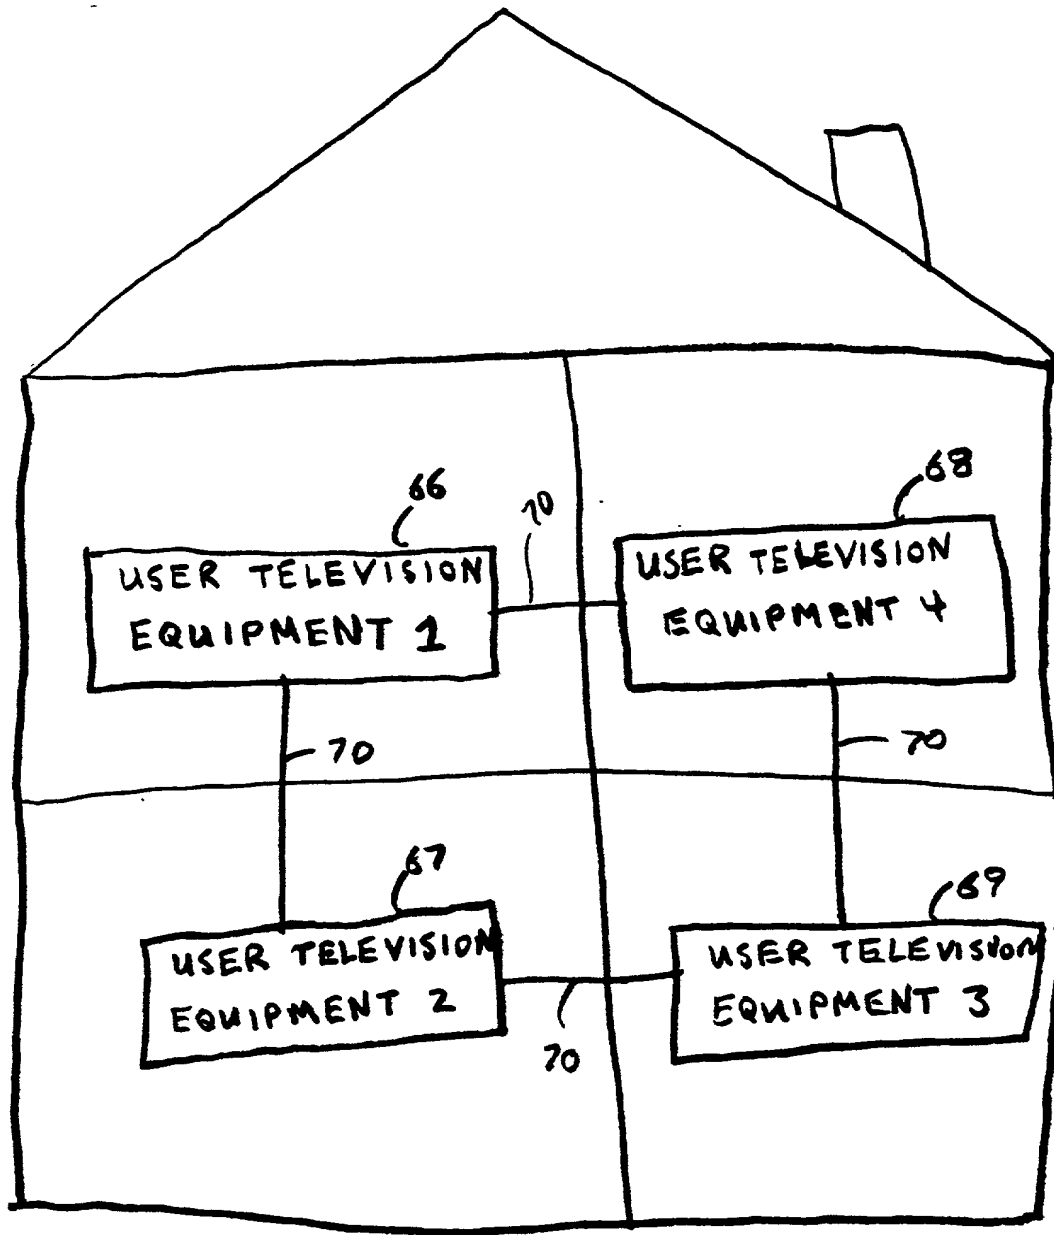 66
70
68
USER TELEVISION
EQUIPMENT 1
USER TELEVISION
EQUIPMENT 4
70
70
67
69
USER TELEVISION
EQUIPMENT 2
USER TELEVISION
EQUIPMENT 3
70